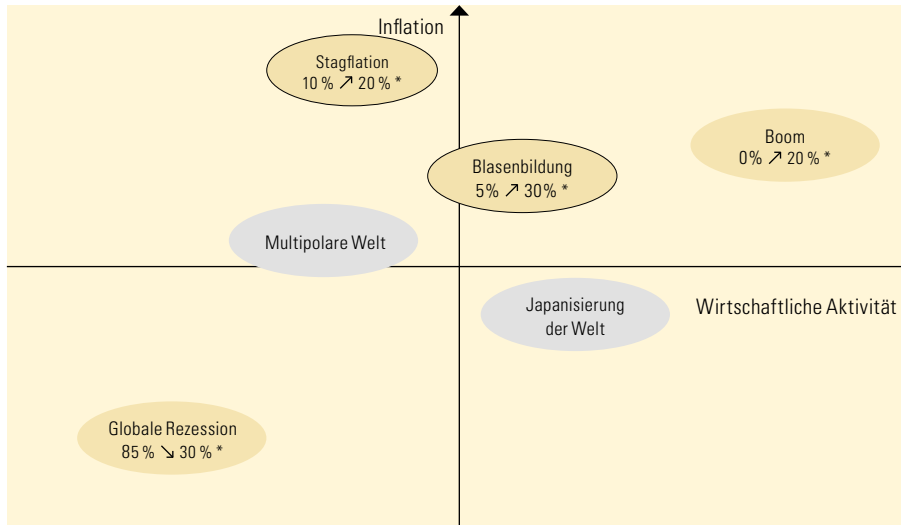 Inflation
Stagflation
10 % ↗ 20 % *
Boom
0% ↗ 20 % *
Blasenbildung
5% ↗ 30% *
Multipolare Welt
Japanisierung
der Welt
Wirtschaftliche Aktivität
Globale Rezession
85 % ↘ 30 % *